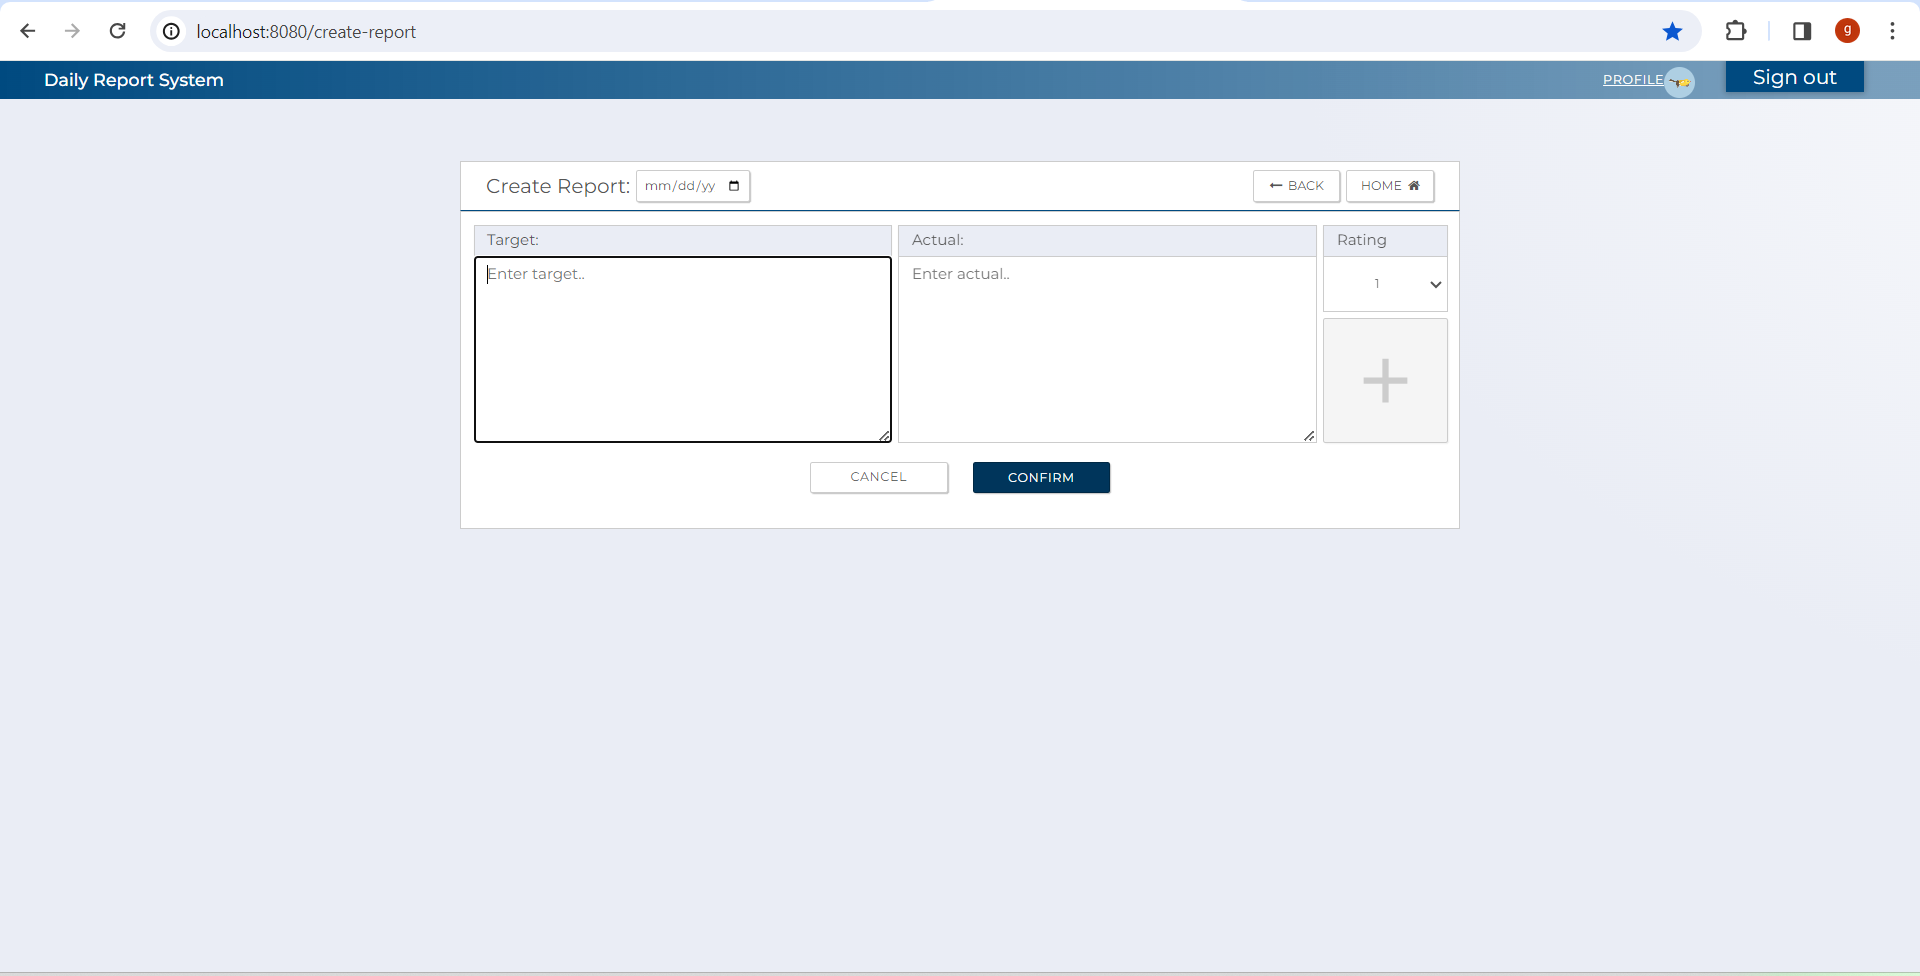 localhost:8080/create-report
g
Daily Report System
PROFILE
Sign out
Create Report: mm/dd/yy
BACK
HOME
Target:
Actual:
Rating
Enter target..
Enter actual..
1
CANCEL
CONFIRM